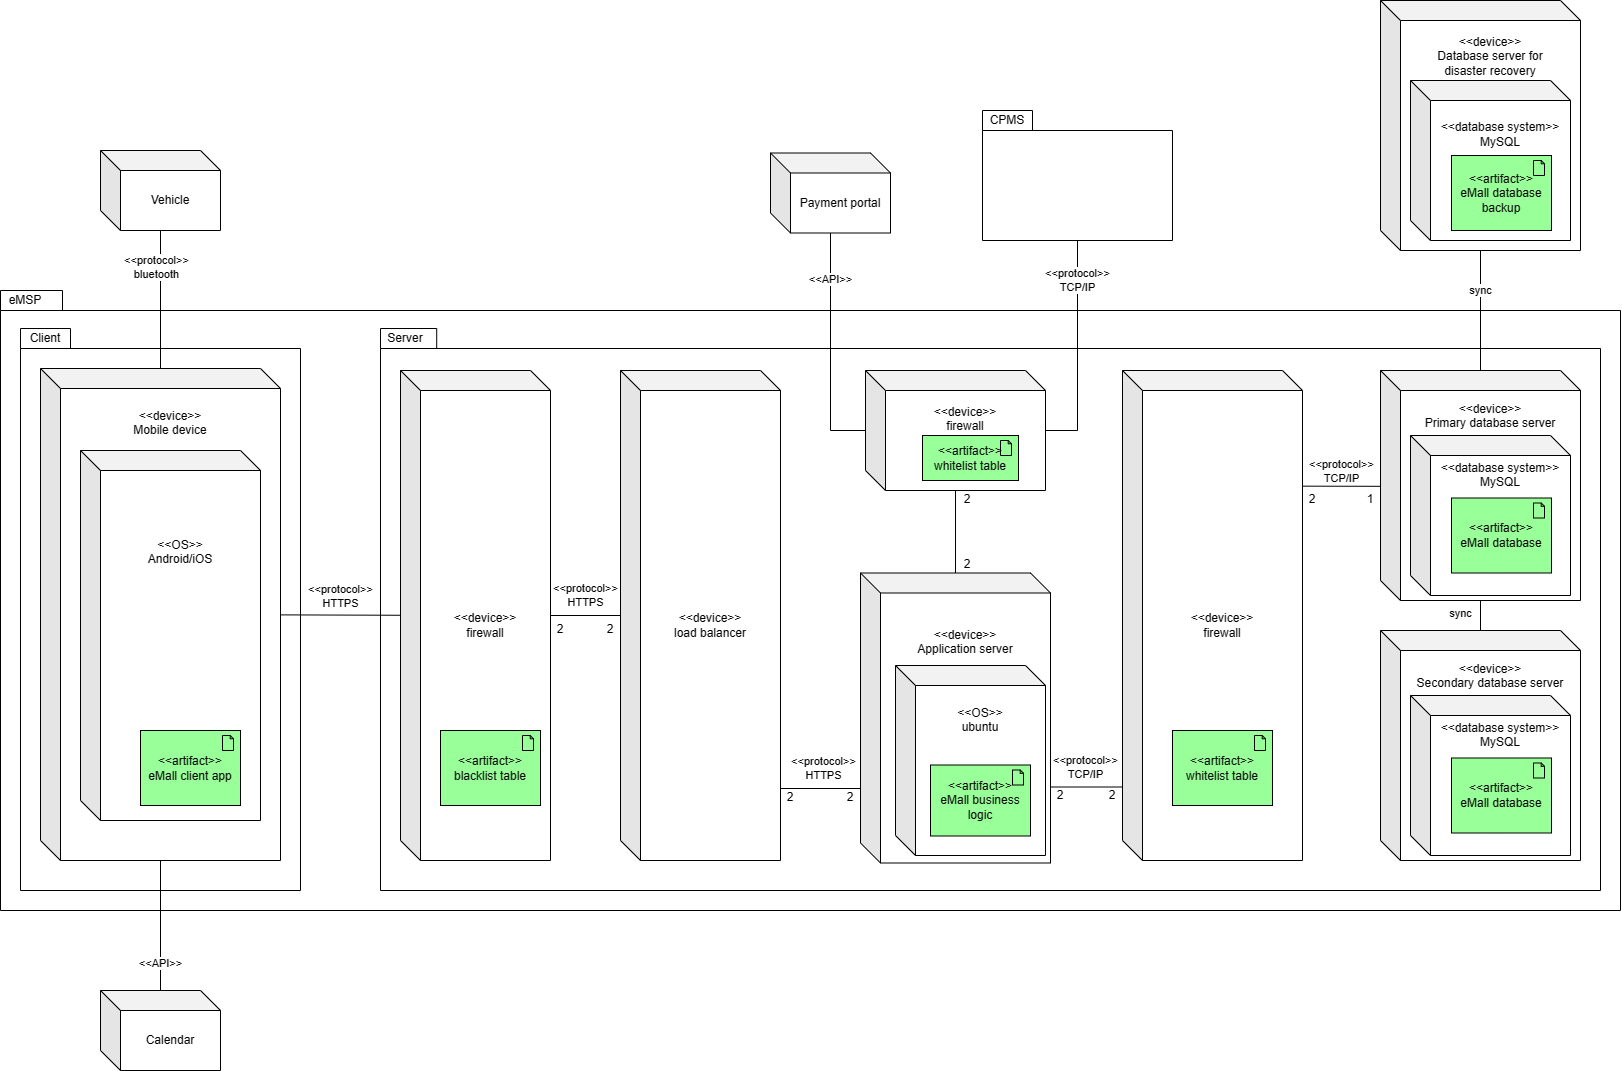 <<device>>
Database server for
disaster recovery
<<database system>>
MySQL
<<artifact>>
eMall database
backup
CPMS
Vehicle
Payment portal
<<protocol>>
bluetooth
<<API>>
<<protocol>>
TCP/IP
sync
eMSP
Client
Server
<<device>>
Mobile device
<<OS>>
Android/iOS
<<artifact>>
eMall client app
<<protocol>>
HTTPS
<<device>>
firewall
<<artifact>>
blacklist table
<<protocol>>
HTTPS
2
2
<<device>>
load balancer
<<protocol>>
HTTPS
2
2
<<device>>
firewall
<<artifact>>
whitelist table
2
2
<<device>>
Application server
<<OS>>
ubuntu
<<artifact>>
eMall business
logic
<<protocol>>
TCP/IP
2
2
<<device>>
firewall
<<artifact>>
whitelist table
<<protocol>>
TCP/IP
2
1
<<device>>
Primary database server
<<database system>>
MySQL
<<artifact>>
eMall database
sync
<<device>>
Secondary database server
<<database system>>
MySQL
<<artifact>>
eMall database
<<API>>
Calendar